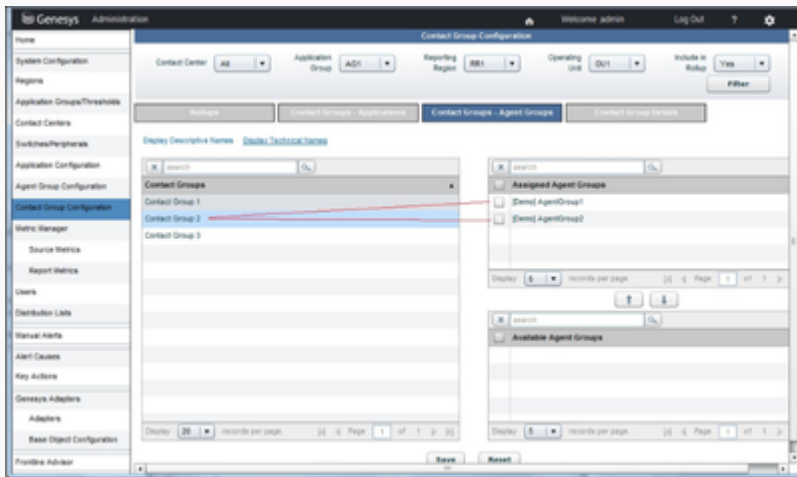 Genesys Administration Welcome admin Log Out ?
Contact Group Configuration
Home
System Configuration
Regions
Application Groups/Thresholds
Contact Centers
Switches/Peripherals
Application Configuration
Agent Group Configuration
Contact Group Configuration
Metric Manager
Source Metrics
Report Metrics
Users
Distribution Lists
Manual Alerts
Alert Causes
Key Actions
Genesys Adapters
Adapters
Base Object Configuration
Frontline Advisor
Contact Center All
Application Group AG1
Reporting Region RR1
Operating Unit OU1
Include in Rollup Yes
Filter
Rollups
Contact Groups - Applications
Contact Groups - Agent Groups
Contact Group Details
Display Descriptive Names Display Technical Names
search
Contact Groups
Contact Group 1
Contact Group 2
Contact Group 3
Display 20 records per page Page 1 of 1
search
Assigned Agent Groups
[Demo] AgentGroup1
[Demo] AgentGroup2
Display 5 records per page Page 1 of 1
search
Available Agent Groups
Display 5 records per page Page 1 of 1
Save Reset